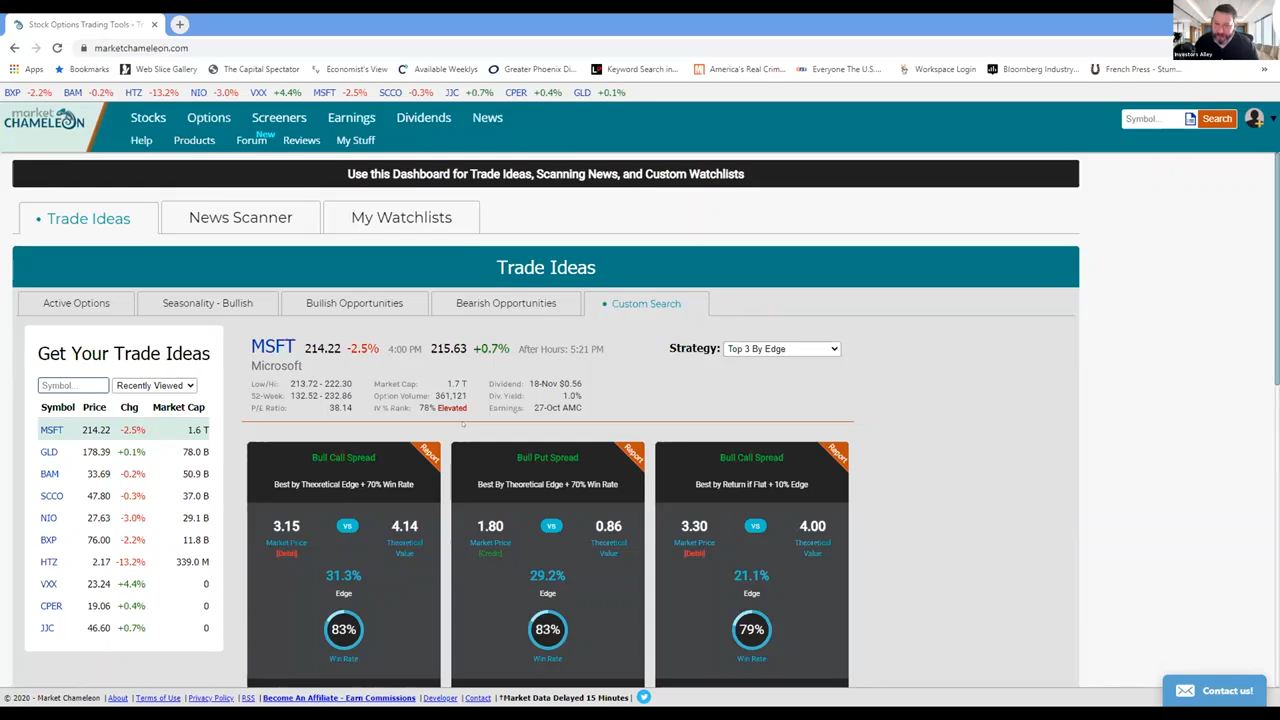 Stock Options Trading Tools - Tr
Investors Alley
marketchameleon.com
Apps Bookmarks Web Slice Gallery The Capital Spectator Economist's View Available Weeklys Greater Phoenix Di... Keyword Search in... America's Real Crim... Everyone The U.S.... Workspace Login Bloomberg Industry... French Press - Stum... »
BXP -2.2% BAM -0.2% HTZ -13.2% NIO -3.0% VXX +4.4% MSFT -2.5% SCCO -0.3% JJC +0.7% CPER +0.4% GLD +0.1%
market CHAMELEON
Stocks Options Screeners Earnings Dividends News
Symbol... Search
Help Products Forum New Reviews My Stuff
Use this Dashboard for Trade Ideas, Scanning News, and Custom Watchlists
• Trade Ideas News Scanner My Watchlists
Trade Ideas
Active Options Seasonality - Bullish Bullish Opportunities Bearish Opportunities • Custom Search
Get Your Trade Ideas
Symbol... Recently Viewed
Symbol Price Chg Market Cap
MSFT 214.22 -2.5% 1.6 T
GLD 178.39 +0.1% 78.0 B
BAM 33.69 -0.2% 50.9 B
SCCO 47.80 -0.3% 37.0 B
NIO 27.63 -3.0% 29.1 B
BXP 76.00 -2.2% 11.8 B
HTZ 2.17 -13.2% 339.0 M
VXX 23.24 +4.4% 0
CPER 19.06 +0.4% 0
JJC 46.60 +0.7% 0
MSFT 214.22 -2.5% 4:00 PM 215.63 +0.7% After Hours: 5:21 PM
Strategy: Top 3 By Edge
Microsoft
Low/Hi: 213.72 - 222.30 Market Cap: 1.7 T Dividend: 18-Nov $0.56
52-Week: 132.52 - 232.86 Option Volume: 361,121 Div. Yield: 1.0%
P/E Ratio: 38.14 IV % Rank: 78% Elevated Earnings: 27-Oct AMC
Bull Call Spread
Report
Best by Theoretical Edge + 70% Win Rate
3.15 vs 4.14
Market Price Theoretical
[Debit] Value
31.3%
Edge
83%
Win Rate
Bull Put Spread
Report
Best by Theoretical Edge + 70% Win Rate
1.80 vs 0.86
Market Price Theoretical
[Credit] Value
29.2%
Edge
83%
Win Rate
Bull Call Spread
Report
Best by Return if Flat + 10% Edge
3.30 vs 4.00
Market Price Theoretical
[Debit] Value
21.1%
Edge
79%
Win Rate
© 2020 - Market Chameleon | About | Terms of Use | Privacy Policy | RSS | Become An Affiliate - Earn Commissions | Developer | Contact | †Market Data Delayed 15 Minutes |
Contact us!